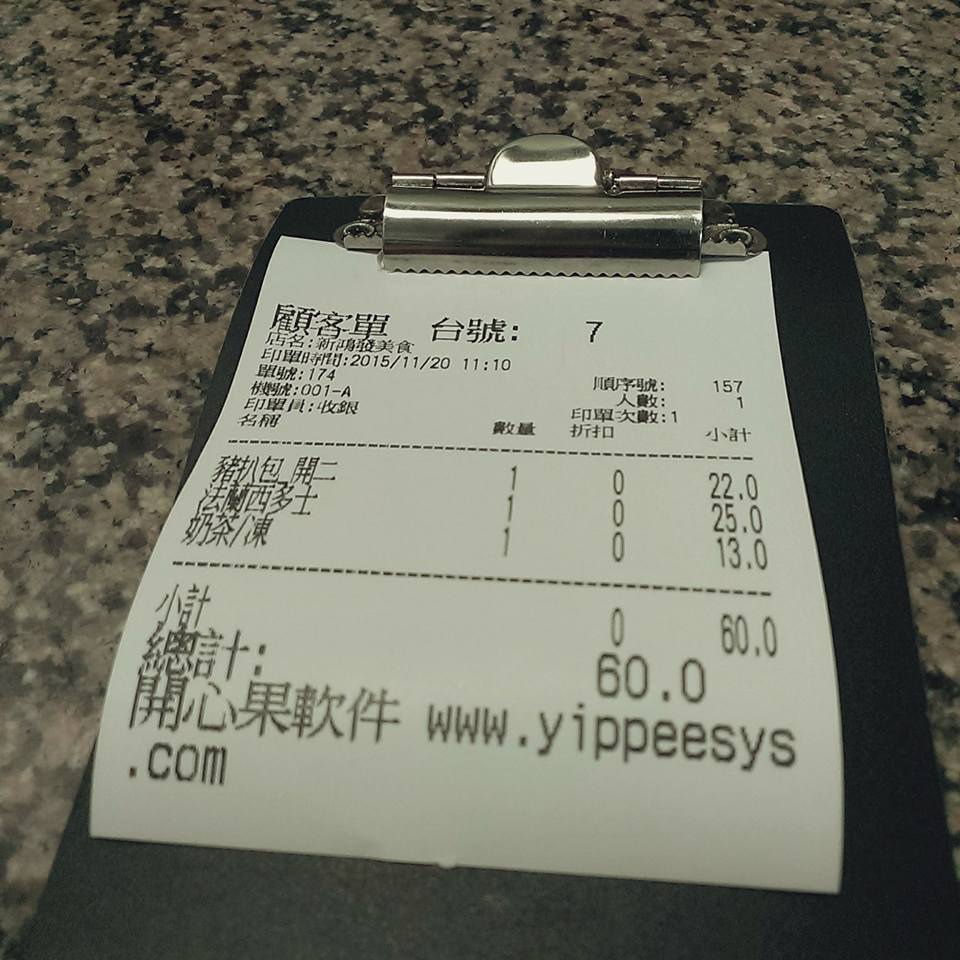 顧客單 台號: 7
店名:新鴻發美食
印單時間:2015/11/20 11:10
單號:174 順序號: 157
機號:001-A 人數: 1
印單員:收銀 印單次數:1
名稱 數量 折扣 小計
豬扒包 開二 1 0 22.0
法蘭西多士 1 0 25.0
奶茶/凍 1 0 13.0
小計 0 60.0
總計: 60.0
開心果軟件 www.yippeesys
.com